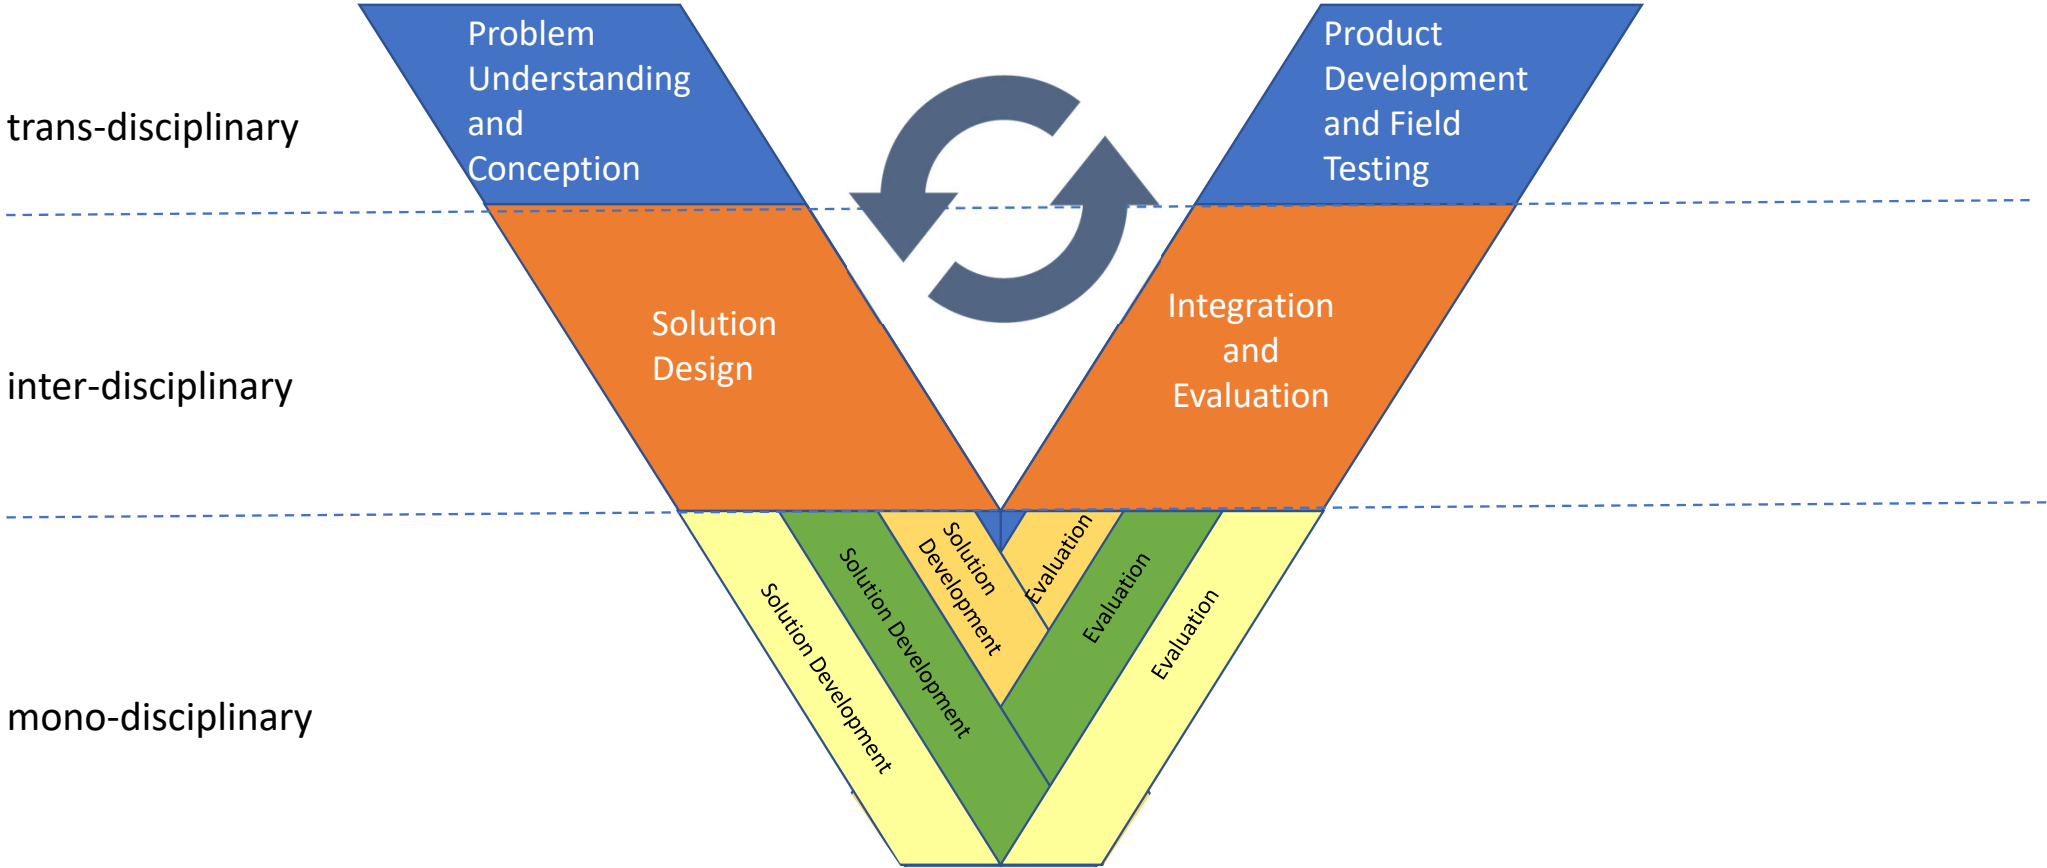 Problem
Understanding
and
Conception
Product
Development
and Field
Testing
trans-disciplinary
Solution
Design
Integration
and
Evaluation
inter-disciplinary
Solution Development
Solution Development
Solution
Development
Evaluation
Evaluation
Evaluation
mono-disciplinary